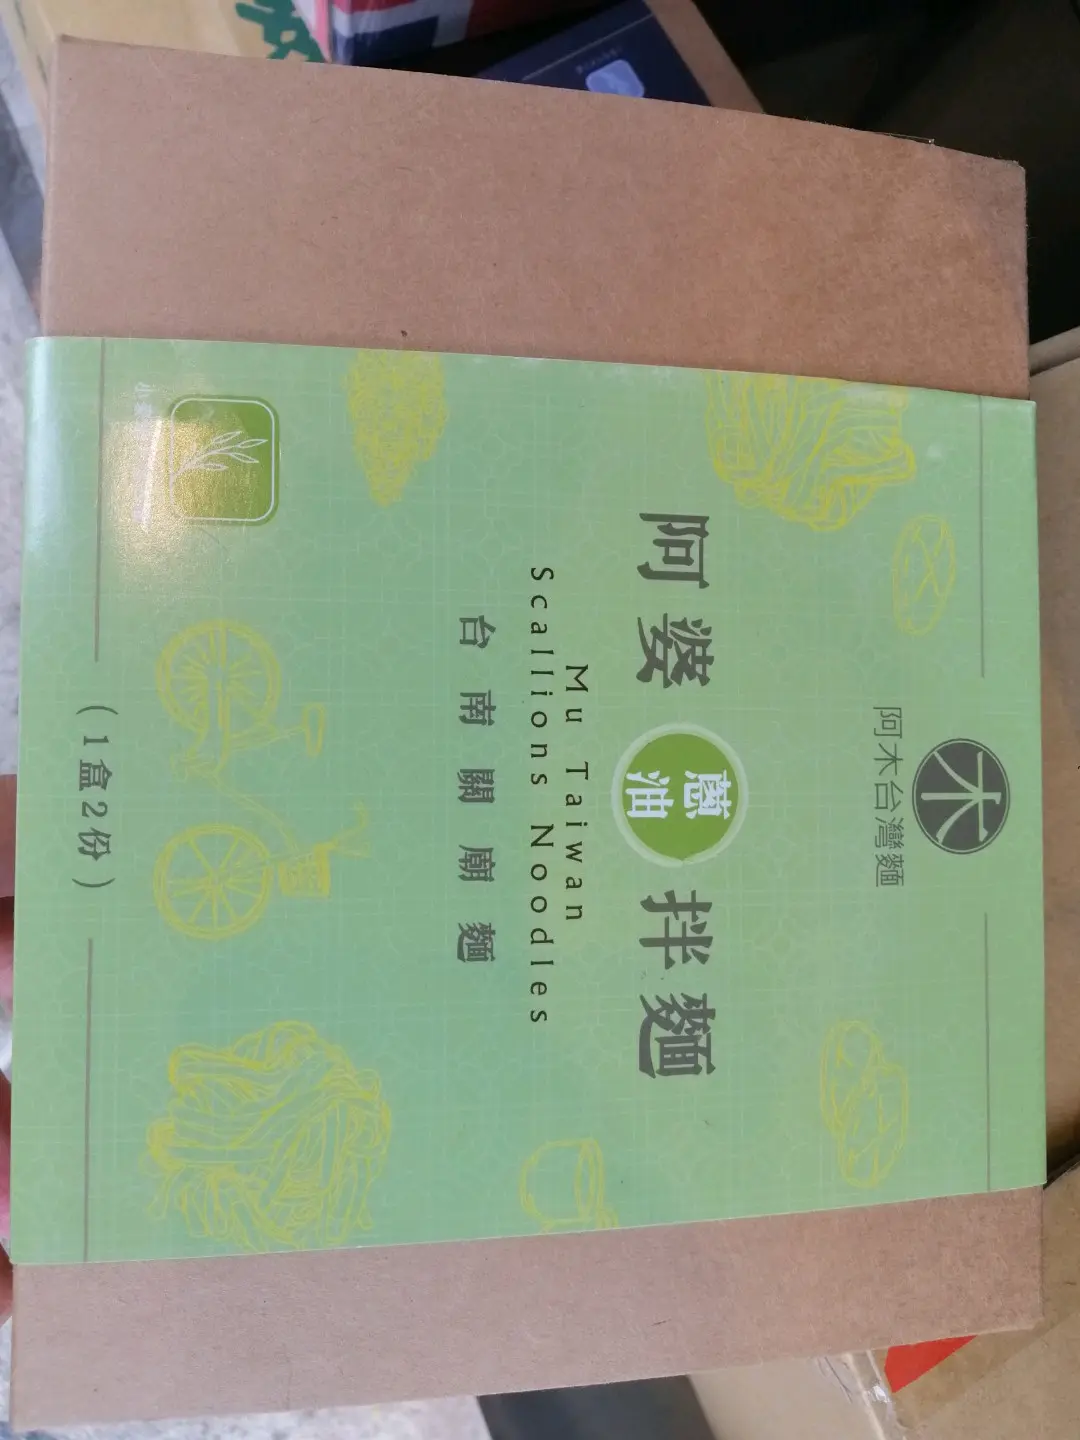 木
阿木台灣麵
阿婆蔥油拌麵
Mu Taiwan
Scallions Noodles
台南關廟麵
(1盒2份)